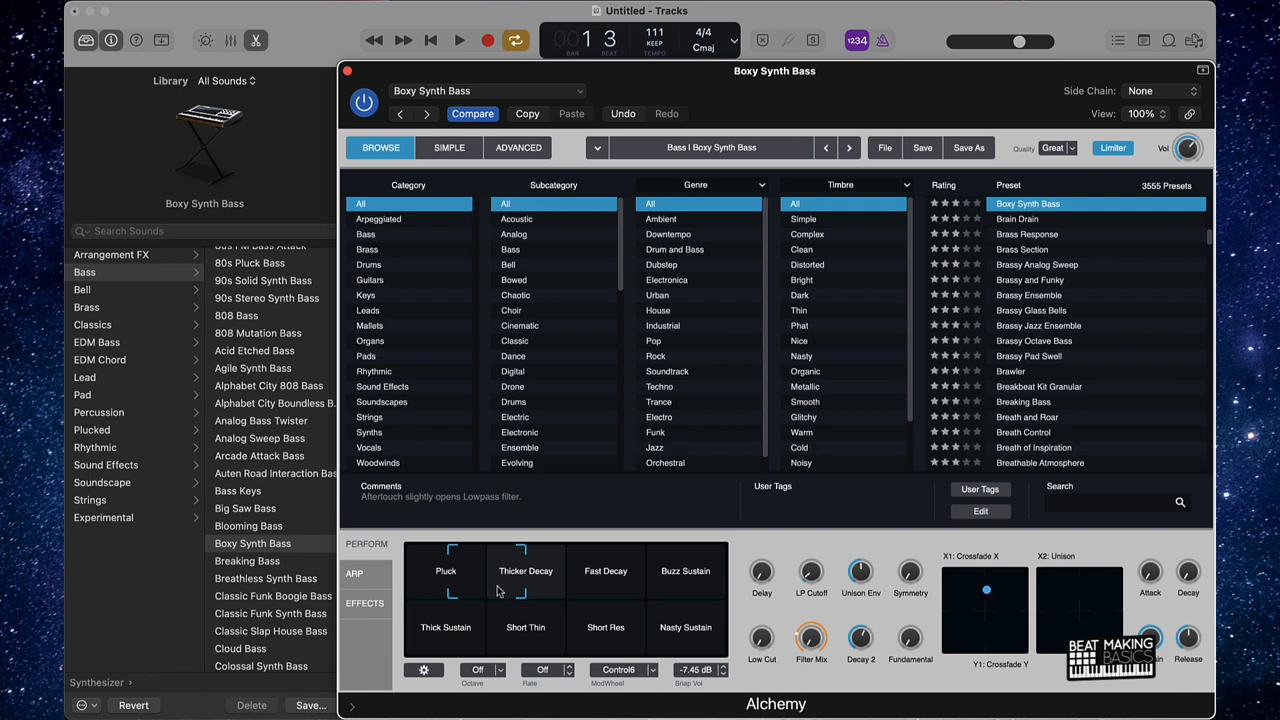 Untitled - Tracks
001 3
BAR BEAT
111
KEEP
TEMPO
4/4
Cmaj
1234
Library All Sounds
Boxy Synth Bass
Search Sounds
Arrangement FX
Bass
Bell
Brass
Classics
EDM Bass
EDM Chord
Lead
Pad
Percussion
Plucked
Rhythmic
Sound Effects
Soundscape
Strings
Experimental
80s FM Bass Attack
80s Pluck Bass
90s Solid Synth Bass
90s Stereo Synth Bass
808 Bass
808 Mutation Bass
Acid Etched Bass
Agile Synth Bass
Alphabet City 808 Bass
Alphabet City Boundless B.
Analog Bass Twister
Analog Sweep Bass
Arcade Attack Bass
Auten Road Interaction Bas
Bass Keys
Big Saw Bass
Blooming Bass
Boxy Synth Bass
Breaking Bass
Breathless Synth Bass
Classic Funk Boogie Bass
Classic Funk Synth Bass
Classic Slap House Bass
Cloud Bass
Colossal Synth Bass
Synthesizer ›
Revert
Delete
Save...
Boxy Synth Bass
Boxy Synth Bass
Side Chain: None
Compare
Copy
Paste
Undo
Redo
View: 100%
BROWSE
SIMPLE
ADVANCED
Bass I Boxy Synth Bass
File
Save
Save As
Quality Great
Limiter
Vol
Category
All
Arpeggiated
Bass
Brass
Drums
Guitars
Keys
Leads
Mallets
Organs
Pads
Rhythmic
Sound Effects
Soundscapes
Strings
Synths
Vocals
Woodwinds
Subcategory
All
Acoustic
Analog
Bass
Bell
Bowed
Chaotic
Choir
Cinematic
Classic
Dance
Digital
Drone
Drums
Electric
Electronic
Ensemble
Evolving
Genre
All
Ambient
Downtempo
Drum and Bass
Dubstep
Electronica
Urban
House
Industrial
Pop
Rock
Soundtrack
Techno
Trance
Electro
Funk
Jazz
Orchestral
Timbre
All
Simple
Complex
Clean
Distorted
Bright
Dark
Thin
Phat
Nice
Nasty
Organic
Metallic
Smooth
Glitchy
Warm
Cold
Noisy
Rating
Preset
3555 Presets
Boxy Synth Bass
Brain Drain
Brass Response
Brass Section
Brassy Analog Sweep
Brassy and Funky
Brassy Ensemble
Brassy Glass Bells
Brassy Jazz Ensemble
Brassy Octave Bass
Brassy Pad Swell
Brawler
Breakbeat Kit Granular
Breaking Bass
Breath and Roar
Breath Control
Breath of Inspiration
Breathable Atmosphere
Comments
Aftertouch slightly opens Lowpass filter.
User Tags
User Tags
Edit
Search
PERFORM
ARP
EFFECTS
Pluck
Thicker Decay
Fast Decay
Buzz Sustain
Thick Sustain
Short Thin
Short Res
Nasty Sustain
Off
Off
Control6
-7.45 dB
Octave
Rate
ModWheel
Snap Vol
Delay
LP Cutoff
Unison Env
Symmetry
Low Cut
Filter Mix
Decay 2
Fundamental
X1: Crossfade X
X2: Unison
Y1: Crossfade Y
Attack
Decay
Release
BEAT MAKING
BASICS
Alchemy